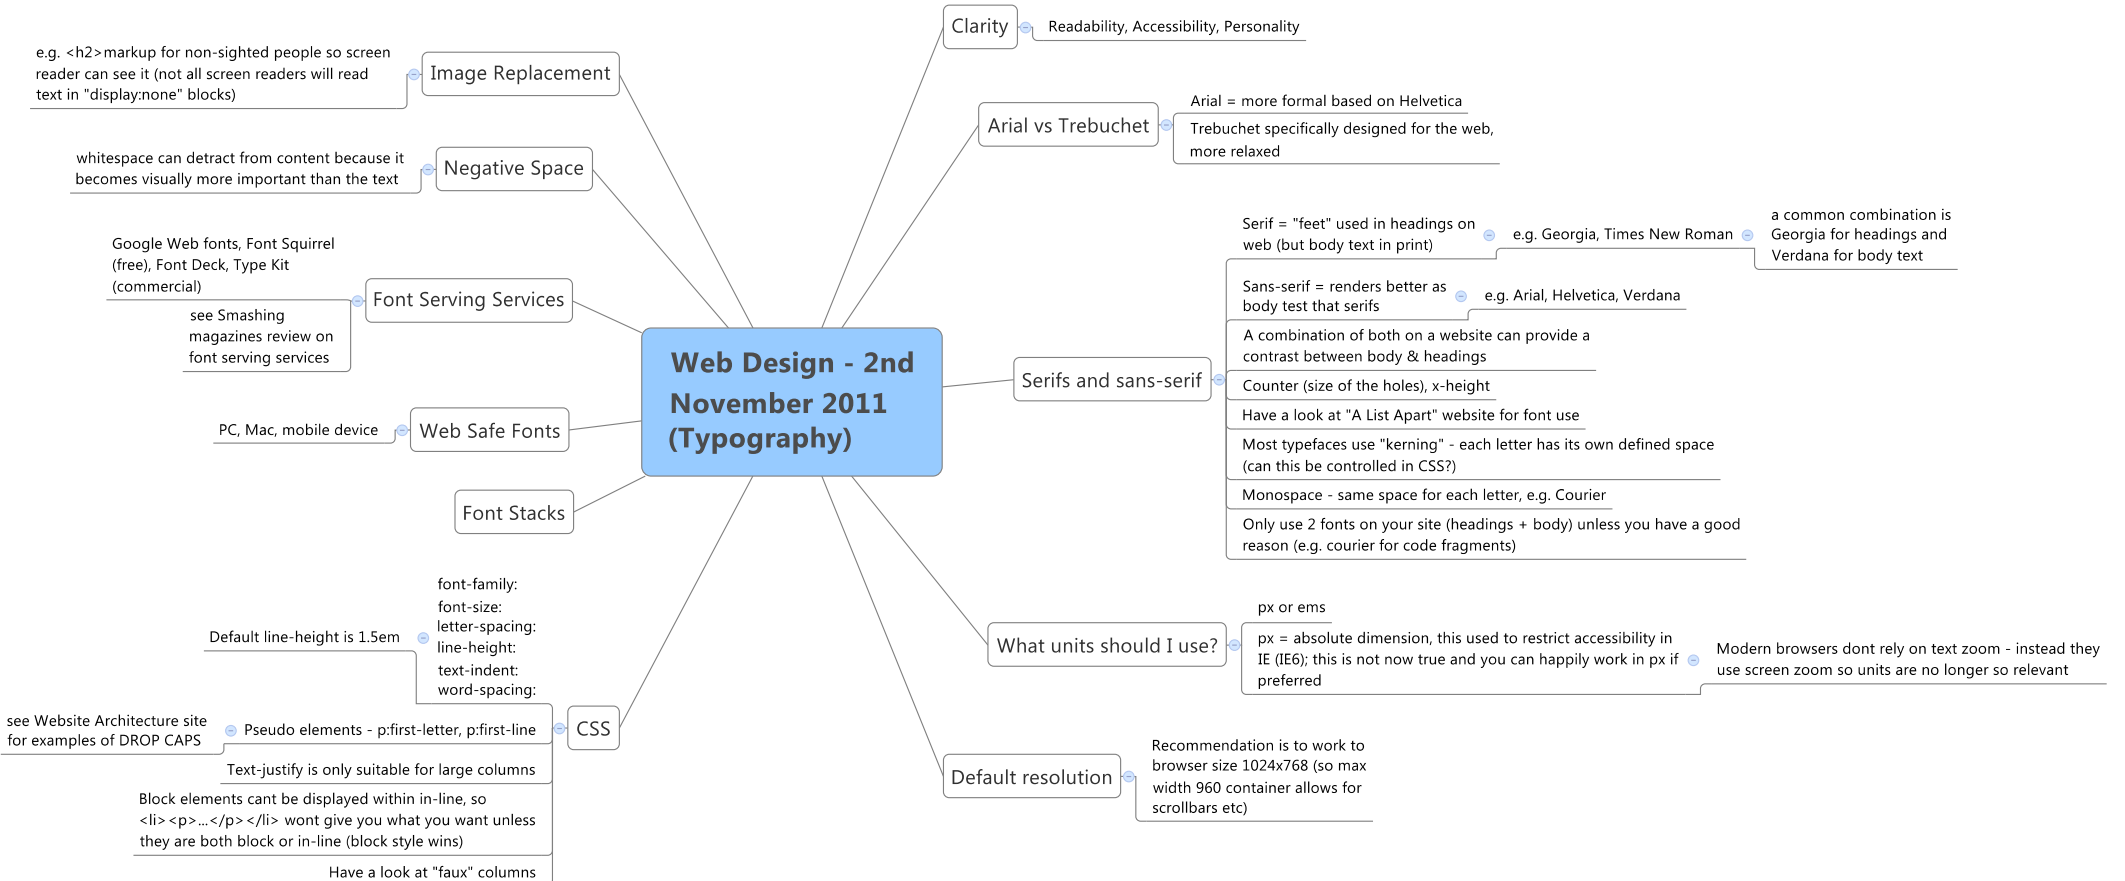 Web Design - 2nd
November 2011
(Typography)
Clarity
Readability, Accessibility, Personality
Arial vs Trebuchet
Arial = more formal based on Helvetica
Trebuchet specifically designed for the web,
more relaxed
Serifs and sans-serif
Serif = "feet" used in headings on
web (but body text in print)
e.g. Georgia, Times New Roman
a common combination is
Georgia for headings and
Verdana for body text
Sans-serif = renders better as
body test that serifs
e.g. Arial, Helvetica, Verdana
A combination of both on a website can provide a
contrast between body & headings
Counter (size of the holes), x-height
Have a look at "A List Apart" website for font use
Most typefaces use "kerning" - each letter has its own defined space
(can this be controlled in CSS?)
Monospace - same space for each letter, e.g. Courier
Only use 2 fonts on your site (headings + body) unless you have a good
reason (e.g. courier for code fragments)
What units should I use?
px or ems
px = absolute dimension, this used to restrict accessibility in
IE (IE6); this is not now true and you can happily work in px if
preferred
Modern browsers dont rely on text zoom - instead they
use screen zoom so units are no longer so relevant
Default resolution
Recommendation is to work to
browser size 1024x768 (so max
width 960 container allows for
scrollbars etc)
Image Replacement
e.g. <h2>markup for non-sighted people so screen
reader can see it (not all screen readers will read
text in "display:none" blocks)
Negative Space
whitespace can detract from content because it
becomes visually more important than the text
Font Serving Services
Google Web fonts, Font Squirrel
(free), Font Deck, Type Kit
(commercial)
see Smashing
magazines review on
font serving services
Web Safe Fonts
PC, Mac, mobile device
Font Stacks
CSS
font-family:
font-size:
letter-spacing:
line-height:
text-indent:
word-spacing:
Default line-height is 1.5em
Pseudo elements - p:first-letter, p:first-line
see Website Architecture site
for examples of DROP CAPS
Text-justify is only suitable for large columns
Block elements cant be displayed within in-line, so
<li><p>...</p></li> wont give you what you want unless
they are both block or in-line (block style wins)
Have a look at "faux" columns